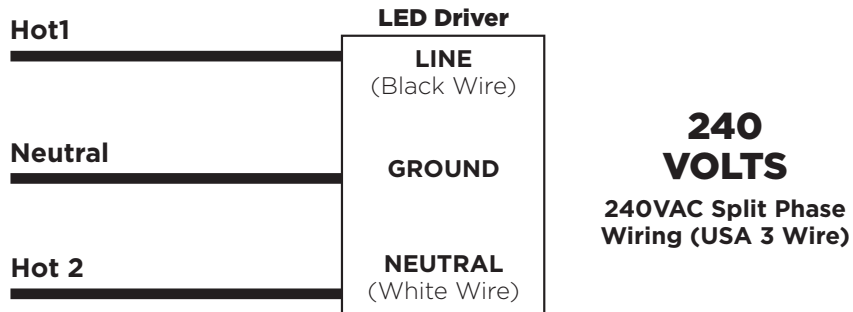 Hot1
Neutral
Hot 2
LED Driver
LINE
(Black Wire)
GROUND
NEUTRAL
(White Wire)
240
VOLTS
240VAC Split Phase
Wiring (USA 3 Wire)